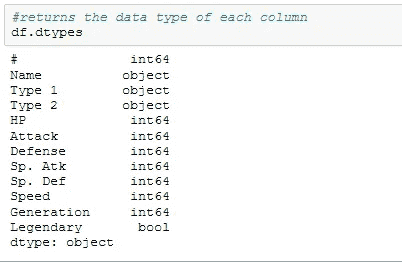 #returns the data type of each column
df.dtypes
# int64
Name object
Type 1 object
Type 2 object
HP int64
Attack int64
Defense int64
Sp. Atk int64
Sp. Def int64
Speed int64
Generation int64
Legendary bool
dtype: object